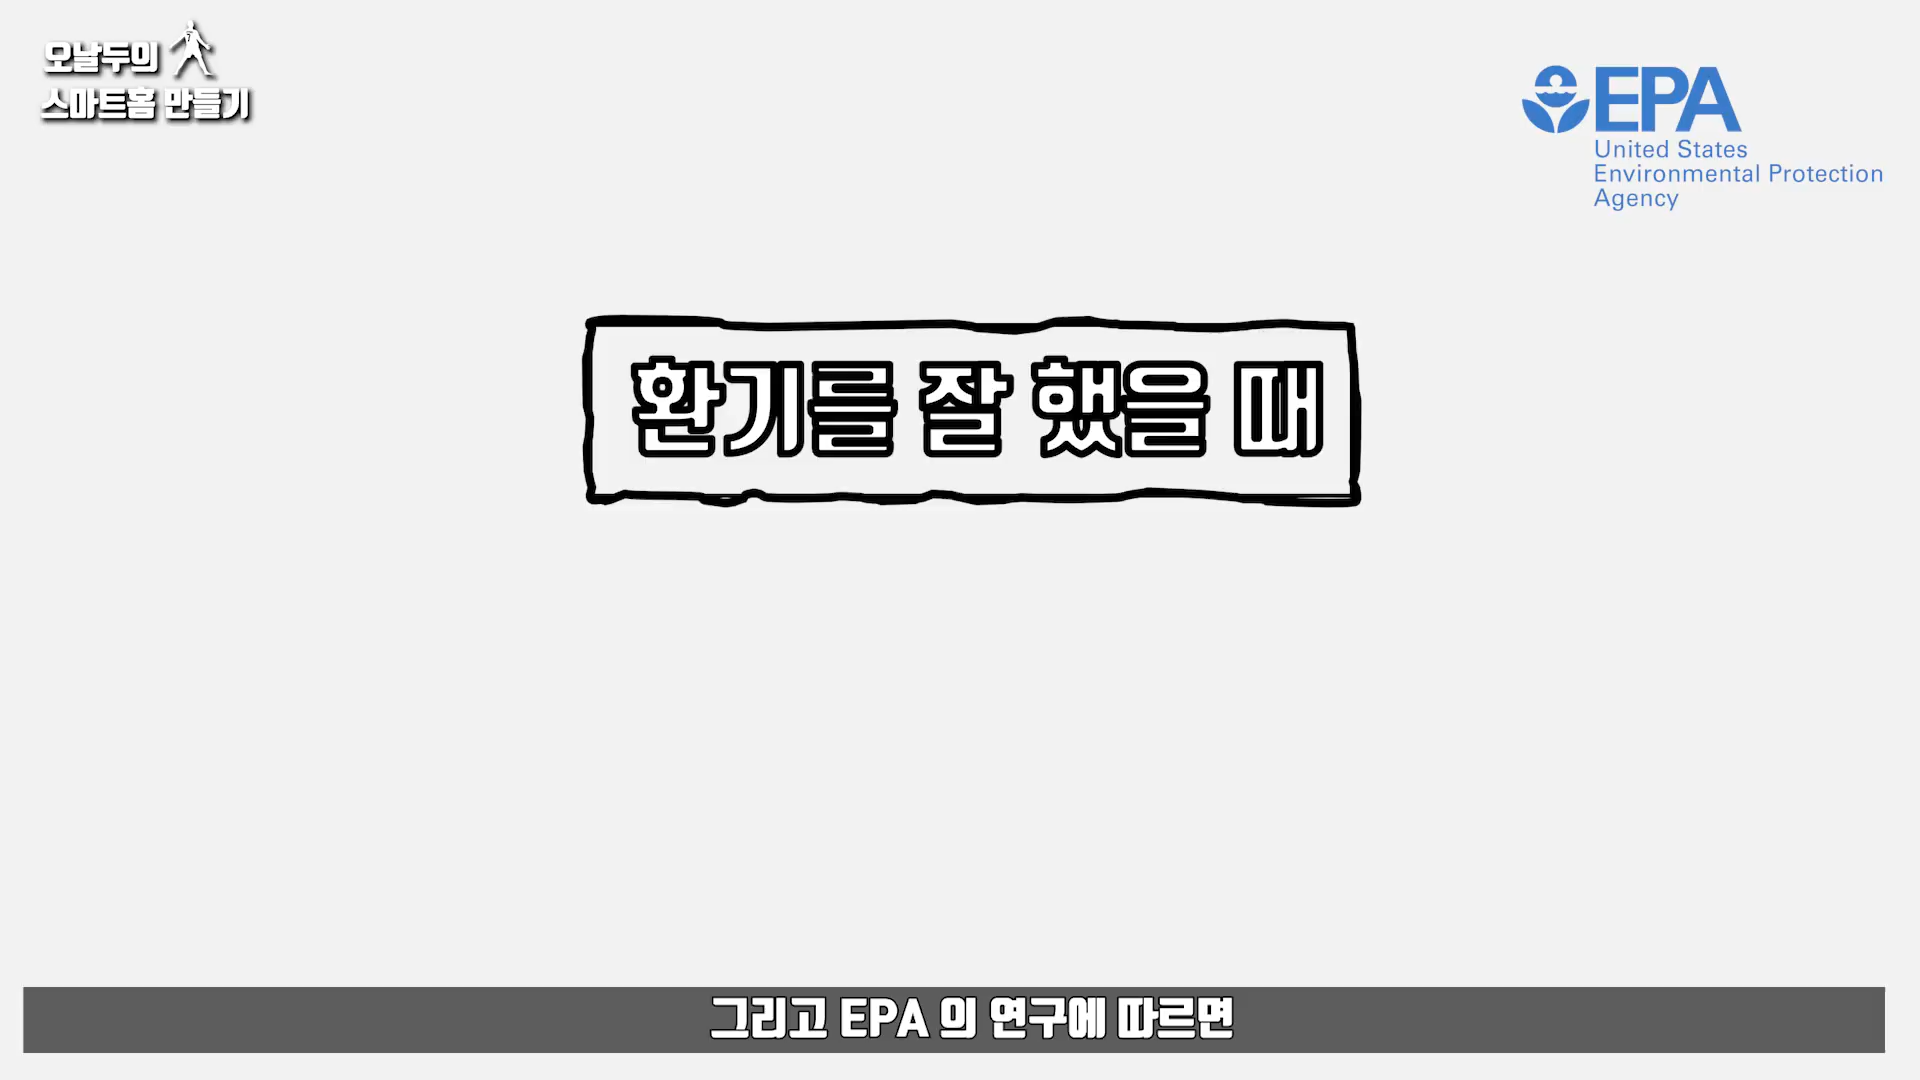 오날두의
스마트홈 만들기
EPA
United States
Environmental Protection
Agency
환기를 잘 했을 때
그리고 EPA 의 연구에 따르면